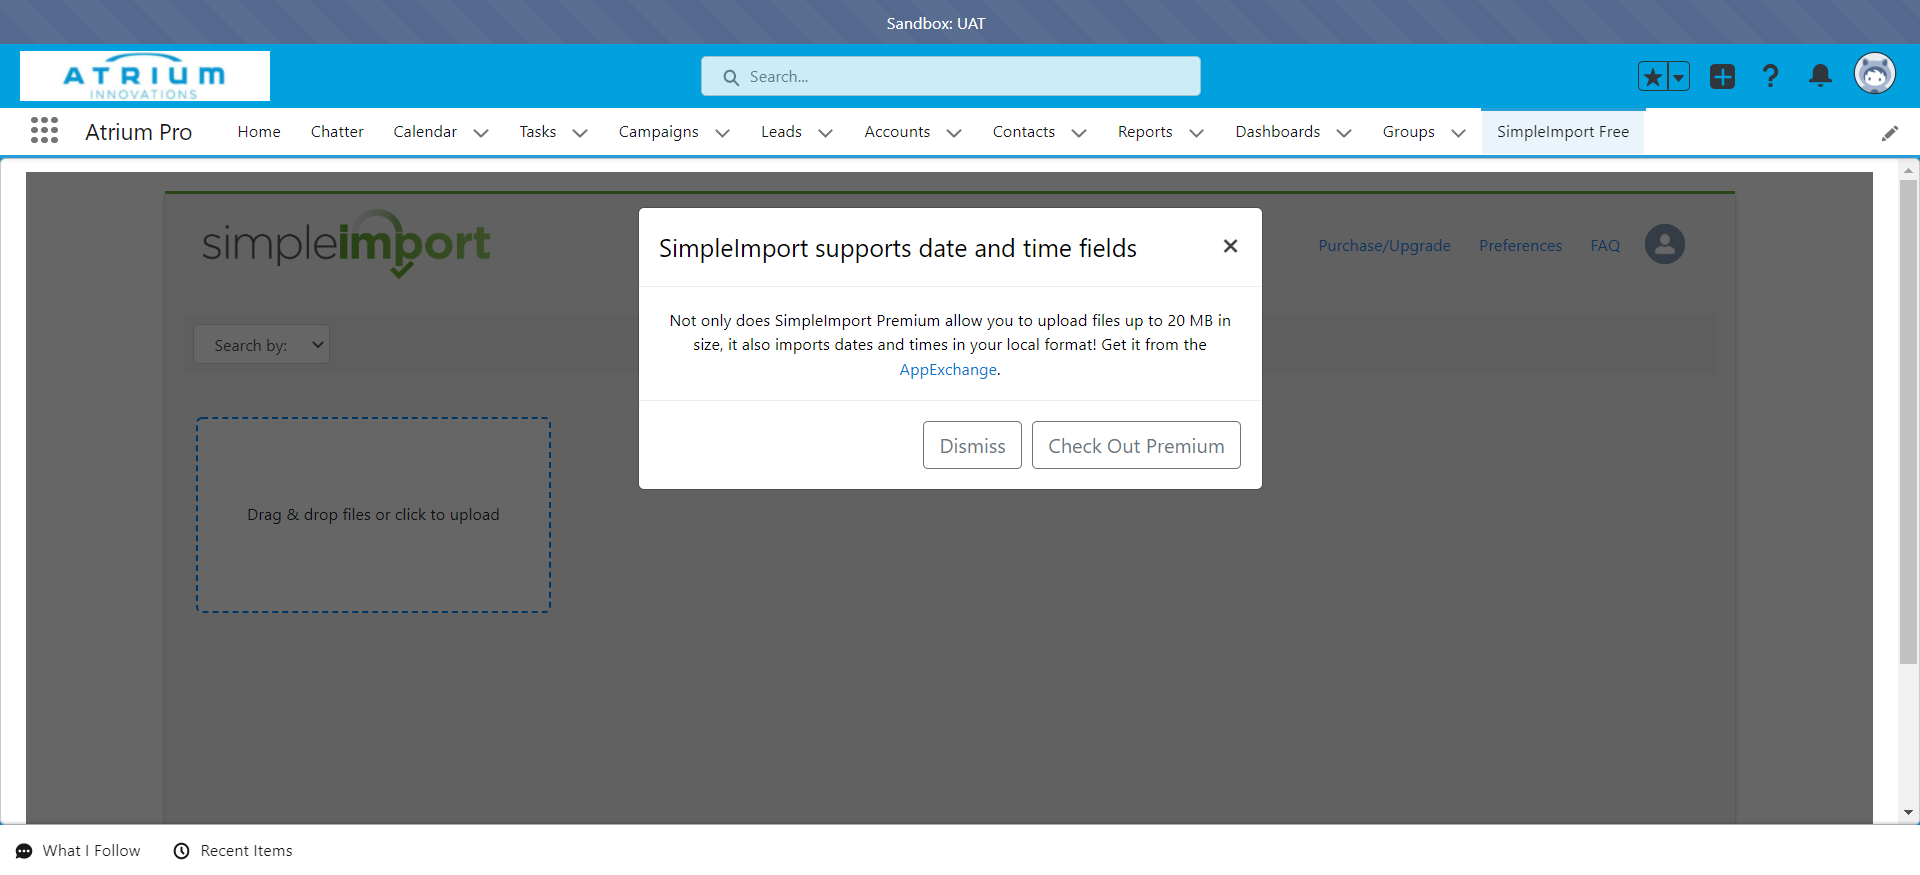 Sandbox: UAT
ATRIUM
INNOVATIONS
Search...
Atrium Pro
Home
Chatter
Calendar
Tasks
Campaigns
Leads
Accounts
Contacts
Reports
Dashboards
Groups
SimpleImport Free
simpleimport
Purchase/Upgrade
Preferences
FAQ
SimpleImport supports date and time fields
Not only does SimpleImport Premium allow you to upload files up to 20 MB in
size, it also imports dates and times in your local format! Get it from the
AppExchange.
Dismiss
Check Out Premium
Search by:
Drag & drop files or click to upload
What I Follow
Recent Items